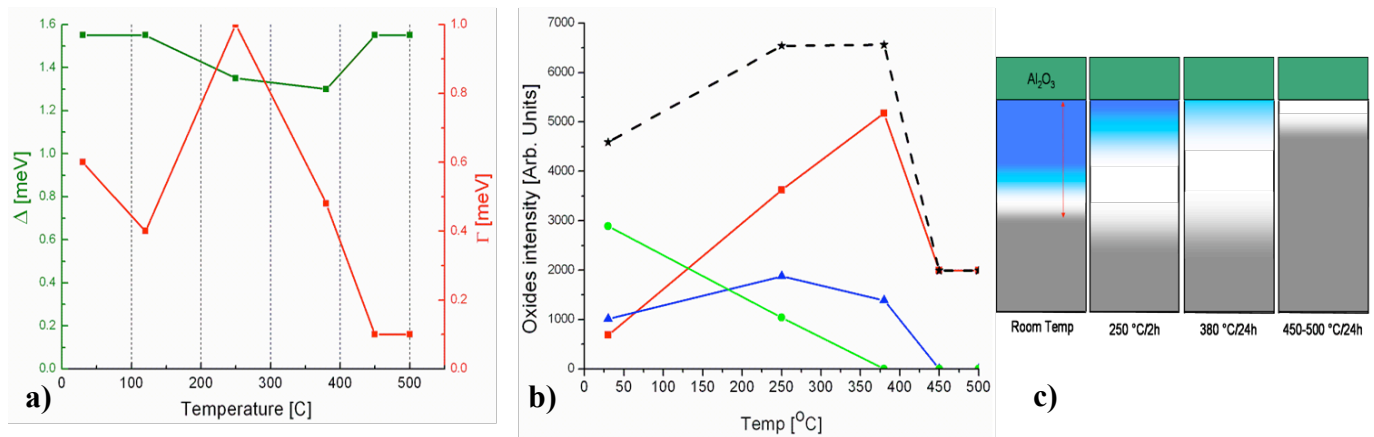 1.6
1.4
1.2
1.0
0.8
0.6
0.4
0.2
0.0
Δ [meV]
1.0
0.8
0.6
0.4
0.2
0.0
Γ [meV]
0 100 200 300 400 500
Temperature [C]
a)
7000
6000
5000
4000
3000
2000
1000
0
Oxides intensity [Arb. Units]
0 50 100 150 200 250 300 350 400 450 500
Temp [⁰C]
b)
Al₂O₃
Room Temp 250 °C/2h 380 °C/24h 450-500 °C/24h
c)